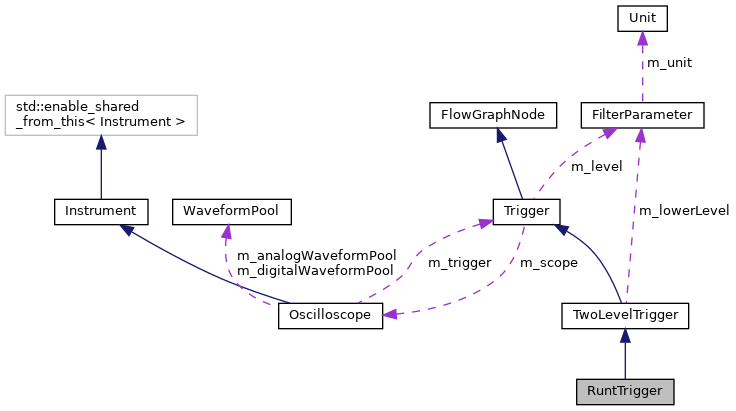 Unit
m_unit
std::enable_shared
_from_this< Instrument >
FlowGraphNode
FilterParameter
m_level
Instrument
WaveformPool
Trigger
m_lowerLevel
m_analogWaveformPool
m_digitalWaveformPool
m_trigger
m_scope
Oscilloscope
TwoLevelTrigger
RuntTrigger